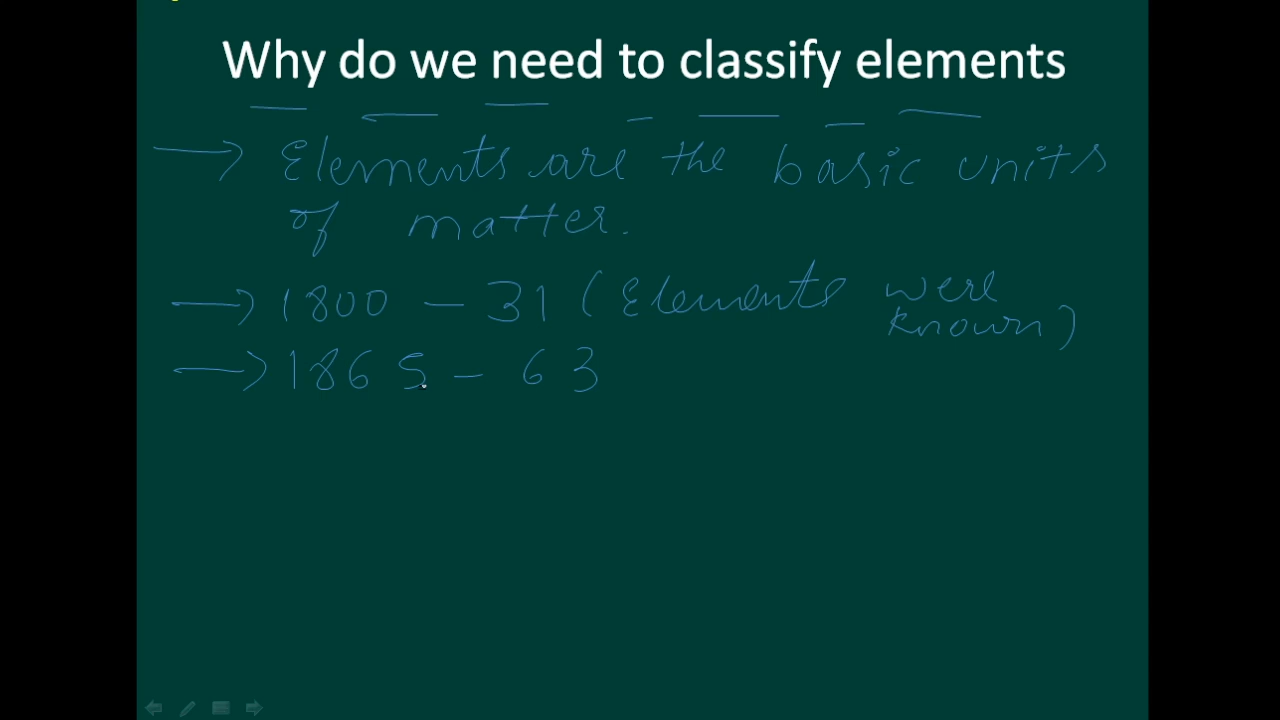 Why do we need to classify elements
→ Elements are the basic units
of matter.
→ 1800 - 31 (Elements were
known)
→ 1865 - 63